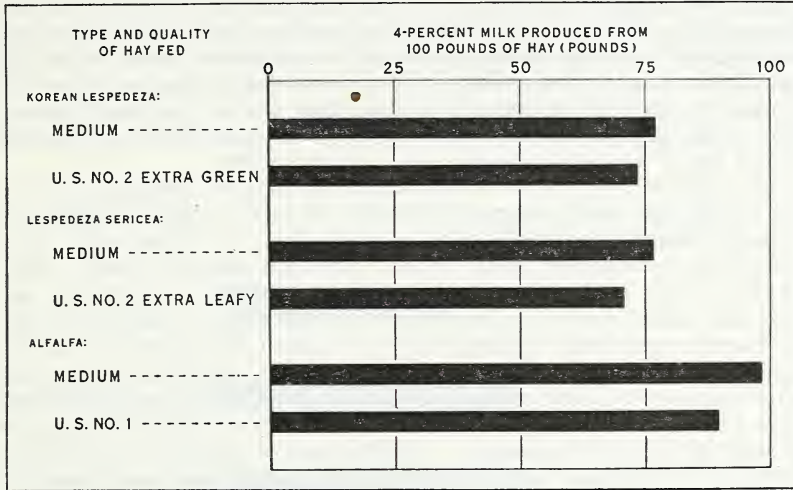 TYPE AND QUALITY
OF HAY FED
4-PERCENT MILK PRODUCED FROM
100 POUNDS OF HAY (POUNDS)
0 25 50 75 100
KOREAN LESPEDEZA:
MEDIUM
U. S. NO. 2 EXTRA GREEN
LESPEDEZA SERICEA:
MEDIUM
U. S. NO. 2 EXTRA LEAFY
ALFALFA:
MEDIUM
U. S. NO. 1